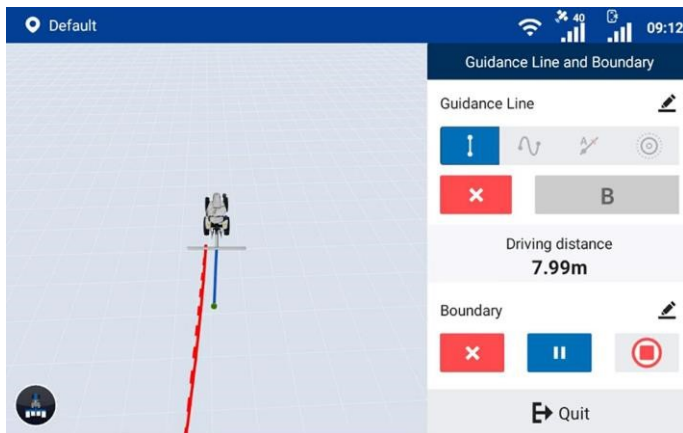 Default
40
09:12
Guidance Line and Boundary
Guidance Line
A
B
Driving distance
7.99m
Boundary
Quit